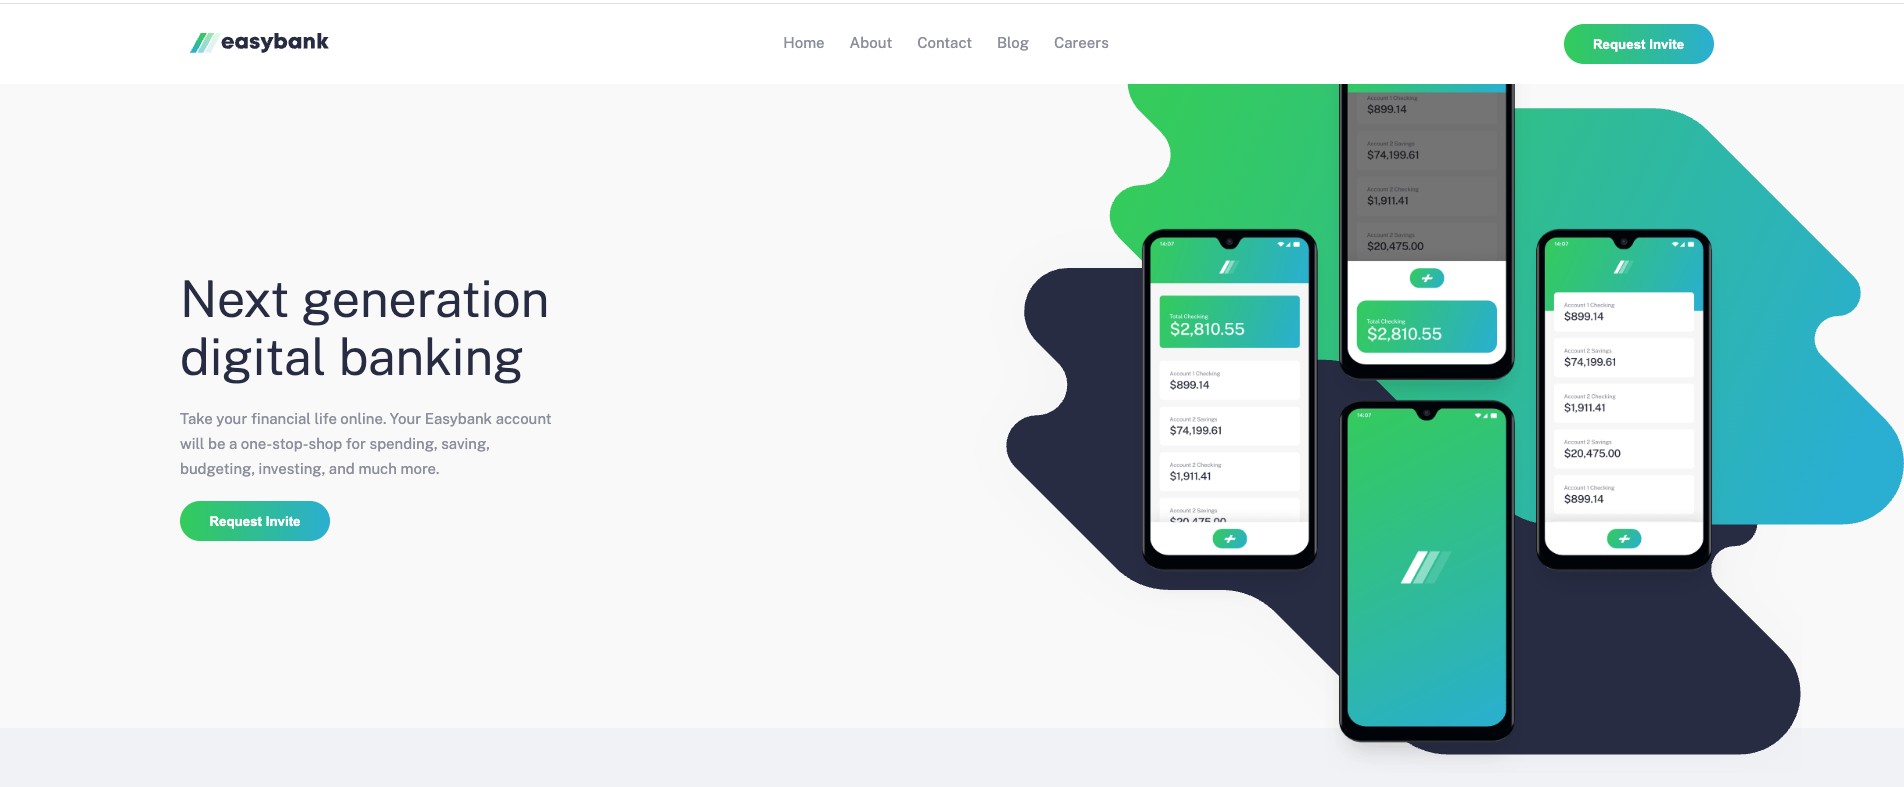 easybank
Home About Contact Blog Careers
Request Invite
Next generation
digital banking
Take your financial life online. Your Easybank account
will be a one-stop-shop for spending, saving,
budgeting, investing, and much more.
Request Invite
14:07
Total Checking
$2,810.55
Account 1 Checking
$899.14
Account 2 Savings
$74,199.61
Account 2 Checking
$1,911.41
Account 2 Savings
$20,475.00
Account 1 Checking
$899.14
Account 2 Savings
$74,199.61
Account 2 Checking
$1,911.41
Account 2 Savings
$20,475.00
Total Checking
$2,810.55
14:07
14:07
Account 1 Checking
$899.14
Account 2 Savings
$74,199.61
Account 2 Checking
$1,911.41
Account 2 Savings
$20,475.00
Account 1 Checking
$899.14